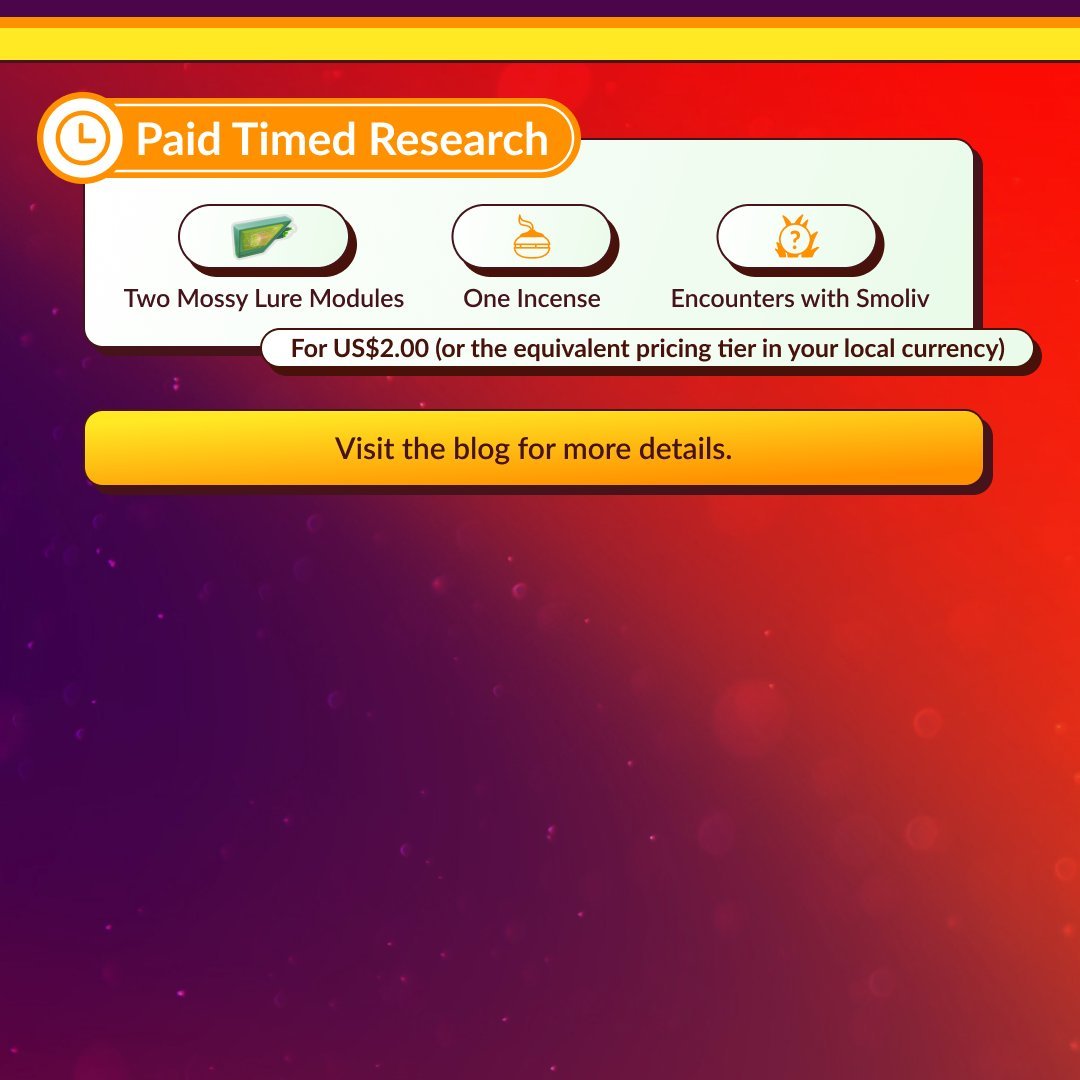 Paid Timed Research
Two Mossy Lure Modules
One Incense
Encounters with Smoliv
For US$2.00 (or the equivalent pricing tier in your local currency)
Visit the blog for more details.